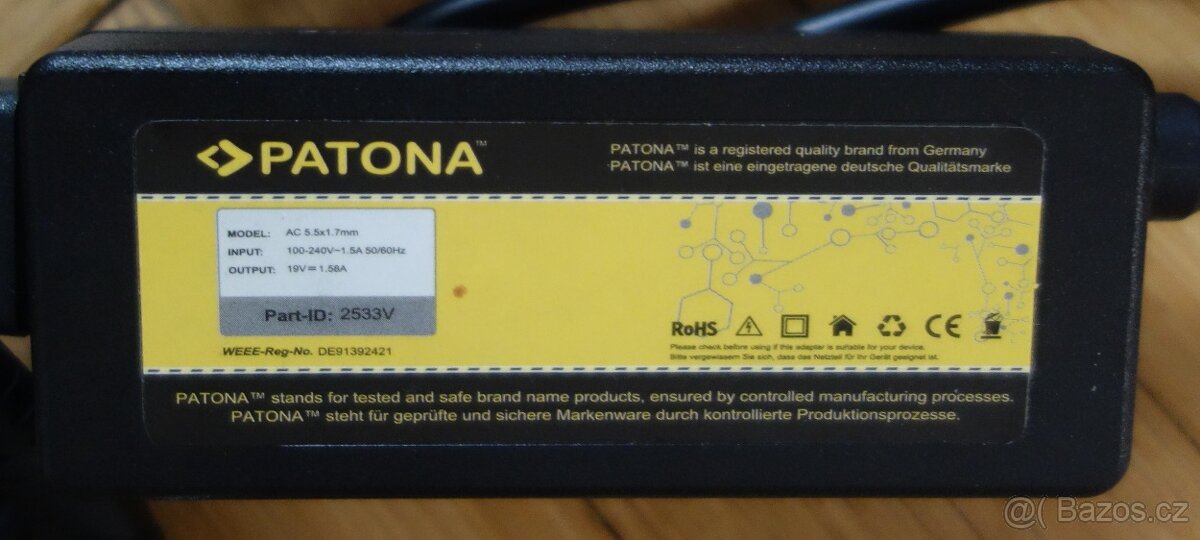 PATONA™
PATONA™ is a registered quality brand from Germany
PATONA™ ist eine eingetragene deutsche Qualitätsmarke
MODEL: AC 5.5x1.7mm
INPUT: 100-240V~1.5A 50/60Hz
OUTPUT: 19V⎓1.58A
Part-ID: 2533V
WEEE-Reg-No. DE91392421
RoHS CE
Please check before using if this adapter is suitable for your device.
Bitte vergewissern Sie sich, dass das Netzteil für Ihr Gerät geeignet ist.
PATONA™ stands for tested and safe brand name products, ensured by controlled manufacturing processes.
PATONA™ steht für geprüfte und sichere Markenware durch kontrollierte Produktionsprozesse.
@( Bazos.cz